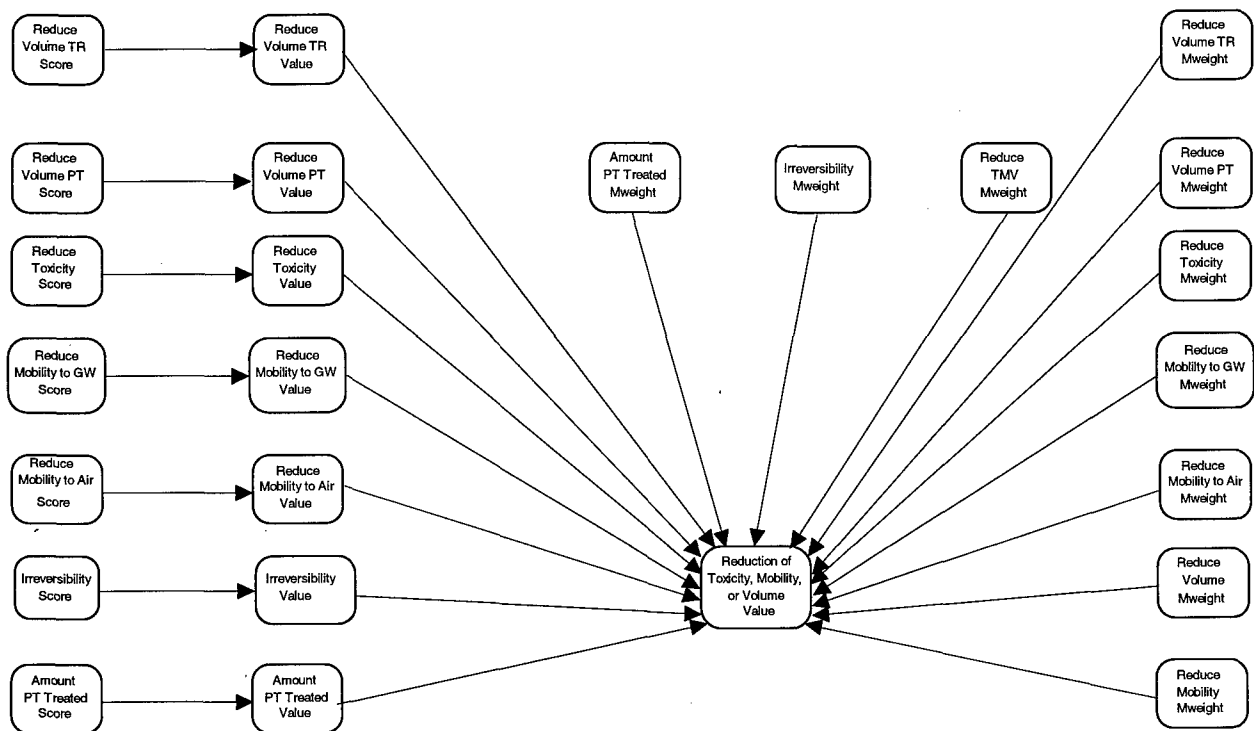 Reduce
Volume TR
Score
Reduce
Volume TR
Value
Reduce
Volume TR
Mweight
Reduce
Volume PT
Score
Reduce
Volume PT
Value
Amount
PT Treated
Mweight
Irreversibility
Mweight
Reduce
TMV
Mweight
Reduce
Volume PT
Mweight
Reduce
Toxicity
Score
Reduce
Toxicity
Value
Reduce
Toxicity
Mweight
Reduce
Mobility to GW
Score
Reduce
Mobility to GW
Value
Reduce
Mobility to GW
Mweight
Reduce
Mobility to Air
Score
Reduce
Mobility to Air
Value
Reduce
Mobility to Air
Mweight
Irreversibility
Score
Irreversibility
Value
Reduction of
Toxicity, Mobility,
or Volume
Value
Reduce
Volume
Mweight
Amount
PT Treated
Score
Amount
PT Treated
Value
Reduce
Mobility
Mweight